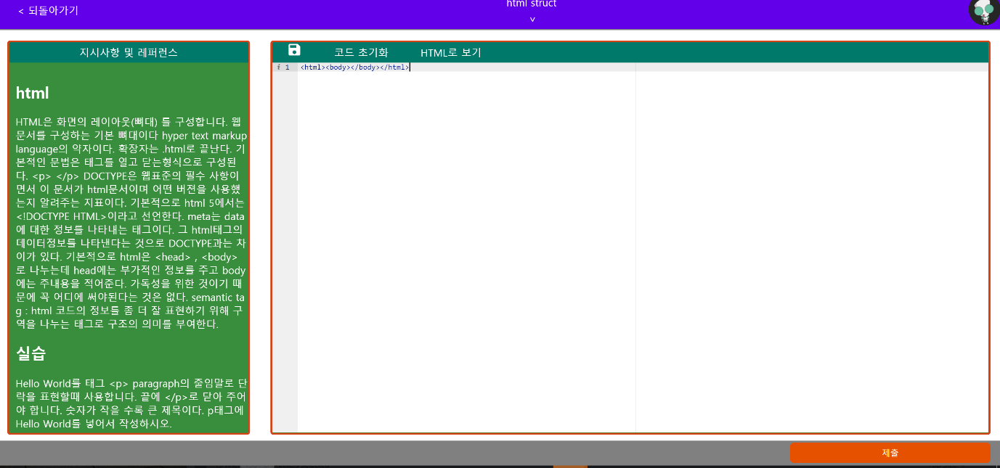 < 되돌아가기
html struct
˅
지시사항 및 레퍼런스
html
HTML은 화면의 레이아웃(뼈대) 를 구성합니다. 웹
문서를 구성하는 기본 뼈대이다 hyper text markup
language의 약자이다. 확장자는 .html로 끝난다. 기
본적인 문법은 태그를 열고 닫는형식으로 구성된
다. <p> </p> DOCTYPE은 웹표준의 필수 사항이
면서 이 문서가 html문서이며 어떤 버젼을 사용했
는지 알려주는 지표이다. 기본적으로 html 5에서는
<!DOCTYPE HTML>이라고 선언한다. meta는 data
에 대한 정보를 나타내는 태그이다. 그 html태그의
데이터정보를 나타낸다는 것으로 DOCTYPE과는 차
이가 있다. 기본적으로 html은 <head> , <body>
로 나누는데 head에는 부가적인 정보를 주고 body
에는 주내용을 적어준다. 가독성을 위한 것이기 때
문에 꼭 어디에 써야된다는 것은 없다. semantic ta
g : html 코드의 정보를 좀 더 잘 표현하기 위해 구
역을 나누는 태그로 구조의 의미를 부여한다.
실습
Hello World를 태그 <p> paragraph의 줄임말로 단
락을 표현할때 사용합니다. 끝에 </p>로 닫아 주어
야 합니다. 숫자가 작을 수록 큰 제목이다. p태그에
Hello World를 넣어서 작성하시오.
코드 초기화 HTML로 보기
i 1 <html><body></body></html>
제출